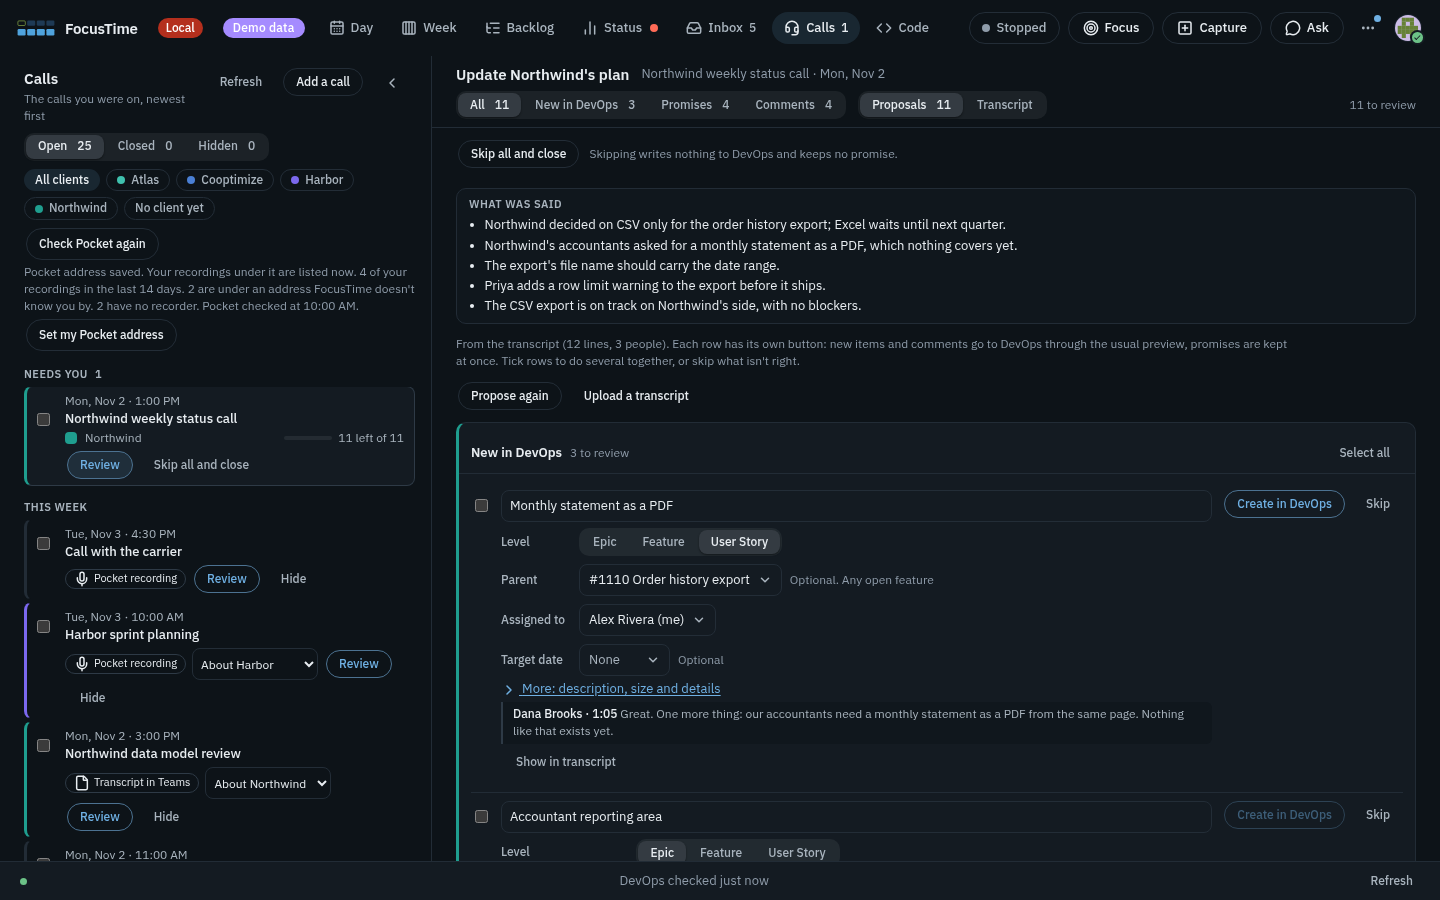 FocusTime
Local
Demo data
Day
Week
Backlog
Status
Inbox 5
Calls 1
Code
Stopped
Focus
Capture
Ask
Calls
The calls you were on, newest
first
Refresh
Add a call
Open 25
Closed 0
Hidden 0
All clients
Atlas
Cooptimize
Harbor
Northwind
No client yet
Check Pocket again
Pocket address saved. Your recordings under it are listed now. 4 of your
recordings in the last 14 days. 2 are under an address FocusTime doesn't
know you by. 2 have no recorder. Pocket checked at 10:00 AM.
Set my Pocket address
NEEDS YOU 1
Mon, Nov 2 · 1:00 PM
Northwind weekly status call
Northwind
11 left of 11
Review
Skip all and close
THIS WEEK
Tue, Nov 3 · 4:30 PM
Call with the carrier
Pocket recording
Review
Hide
Tue, Nov 3 · 10:00 AM
Harbor sprint planning
Pocket recording
About Harbor
Review
Hide
Mon, Nov 2 · 3:00 PM
Northwind data model review
Transcript in Teams
About Northwind
Review
Hide
Mon, Nov 2 · 11:00 AM
Update Northwind's plan
Northwind weekly status call · Mon, Nov 2
All 11
New in DevOps 3
Promises 4
Comments 4
Proposals 11
Transcript
11 to review
Skip all and close
Skipping writes nothing to DevOps and keeps no promise.
WHAT WAS SAID
• Northwind decided on CSV only for the order history export; Excel waits until next quarter.
• Northwind's accountants asked for a monthly statement as a PDF, which nothing covers yet.
• The export's file name should carry the date range.
• Priya adds a row limit warning to the export before it ships.
• The CSV export is on track on Northwind's side, with no blockers.
From the transcript (12 lines, 3 people). Each row has its own button: new items and comments go to DevOps through the usual preview, promises are kept
at once. Tick rows to do several together, or skip what isn't right.
Propose again
Upload a transcript
New in DevOps 3 to review
Select all
Monthly statement as a PDF
Create in DevOps
Skip
Level
Epic
Feature
User Story
Parent
#1110 Order history export
Optional. Any open feature
Assigned to
Alex Rivera (me)
Target date
None
Optional
More: description, size and details
Dana Brooks · 1:05 Great. One more thing: our accountants need a monthly statement as a PDF from the same page. Nothing
like that exists yet.
Show in transcript
Accountant reporting area
Create in DevOps
Skip
Level
Epic
Feature
User Story
DevOps checked just now
Refresh